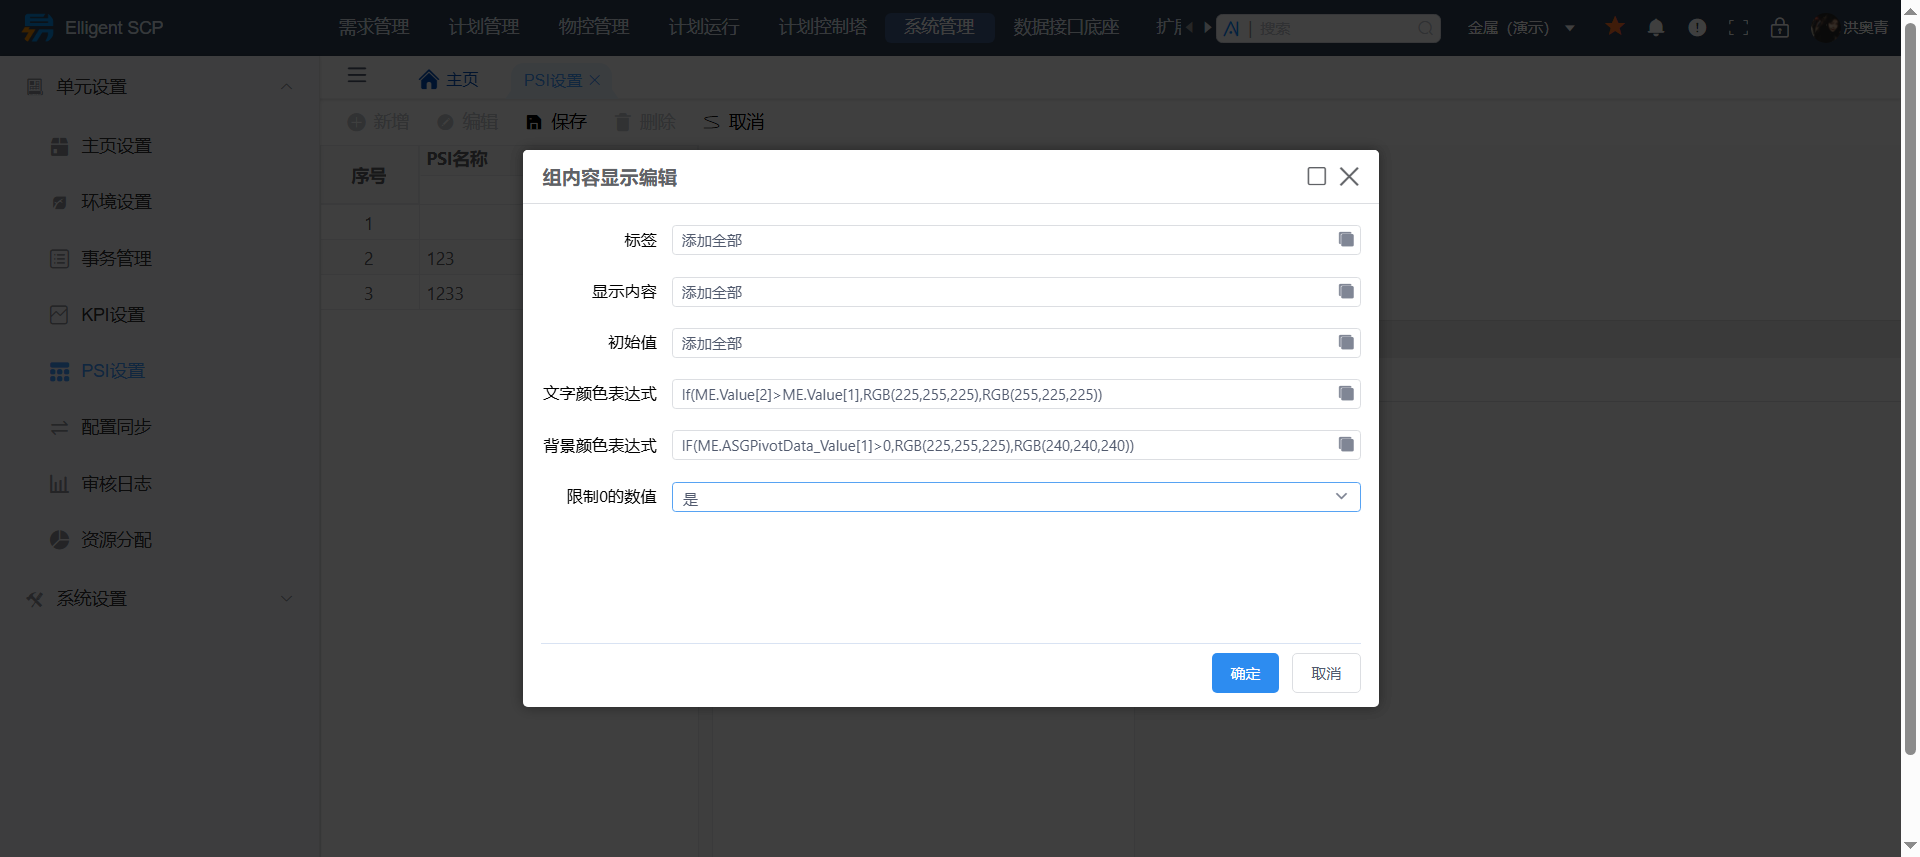 Elligent SCP
需求管理 计划管理 物控管理 计划运行 计划控制塔 系统管理 数据接口底座
AI | 搜索
金属（演示）
洪奥青
单元设置
主页设置
环境设置
事务管理
KPI设置
PSI设置
配置同步
审核日志
资源分配
系统设置
主页
PSI设置
新增 编辑 保存 删除 取消
序号 PSI名称
1
2 123
3 1233
组内容显示编辑
标签 添加全部
显示内容 添加全部
初始值 添加全部
文字颜色表达式 If(ME.Value[2]>ME.Value[1],RGB(225,255,225),RGB(255,225,225))
背景颜色表达式 IF(ME.ASGPivotData_Value[1]>0,RGB(225,255,225),RGB(240,240,240))
限制0的数值 是
确定 取消